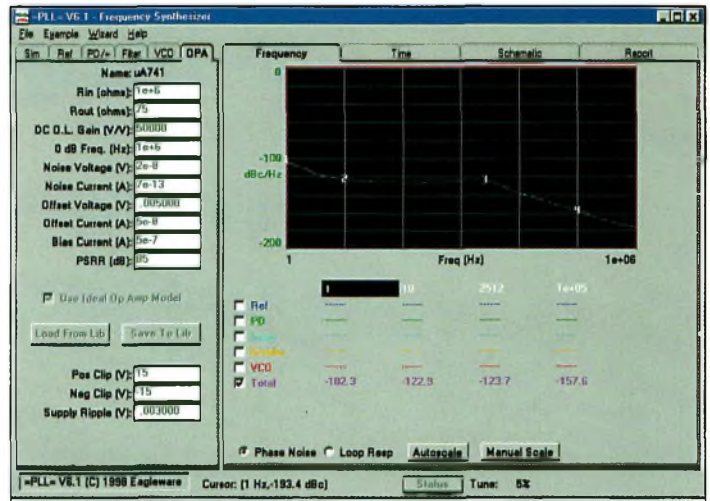 =PLL= V6.1 - Frequency Synthesizer
File Example Wizard Help
Sim Ref PD/÷ Filter VCO OPA
Name: uA741
Rin (ohms): 1e+6
Rout (ohms): 75
DC O.L. Gain (V/V): 50000
0 dB Freq. (Hz): 1e+6
Noise Voltage (V): 2e-8
Noise Current (A): 7e-13
Offset Voltage (V): .005000
Offset Current (A): 5e-8
Bias Current (A): 5e-7
PSRR (dB): 85
Use Ideal Op Amp Model
Load From Lib Save To Lib
Pos Clip (V): 15
Neg Clip (V): -15
Supply Ripple (V): .003000
Frequency Time Schematic Report
0
-100
dBc/Hz
-200
1 Freq (Hz) 1e+06
1 10 2512 1e+05
Ref ----- ----- ----- -----
PD ----- ----- ----- -----
----- ----- ----- -----
----- ----- ----- -----
VCO ----- ----- ----- -----
Total -102.3 -122.9 -123.7 -157.6
Phase Noise Loop Resp Autoscale Manual Scale
=PLL= V6.1 (C) 1998 Eagleware Cursor: (1 Hz,-193.4 dBc) Status Tune: 5%